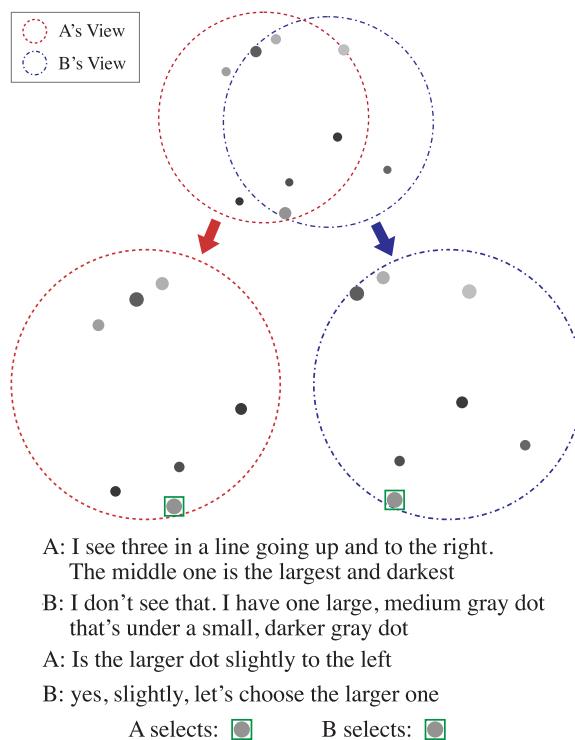 A's View
B's View
A: I see three in a line going up and to the right.
The middle one is the largest and darkest
B: I don't see that. I have one large, medium gray dot
that's under a small, darker gray dot
A: Is the larger dot slightly to the left
B: yes, slightly, let's choose the larger one
A selects: B selects: